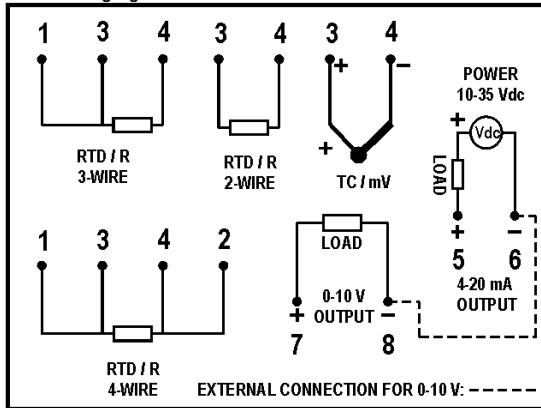 1 3 4
RTD / R
3-WIRE
3 4
RTD / R
2-WIRE
3 4
+ −
+
TC / mV
POWER
10-35 Vdc
+
Vdc
LOAD
+ −
5 6
4-20 mA
OUTPUT
1 3 4 2
RTD / R
4-WIRE
LOAD
0-10 V
+ OUTPUT −
7 8
EXTERNAL CONNECTION FOR 0-10 V: